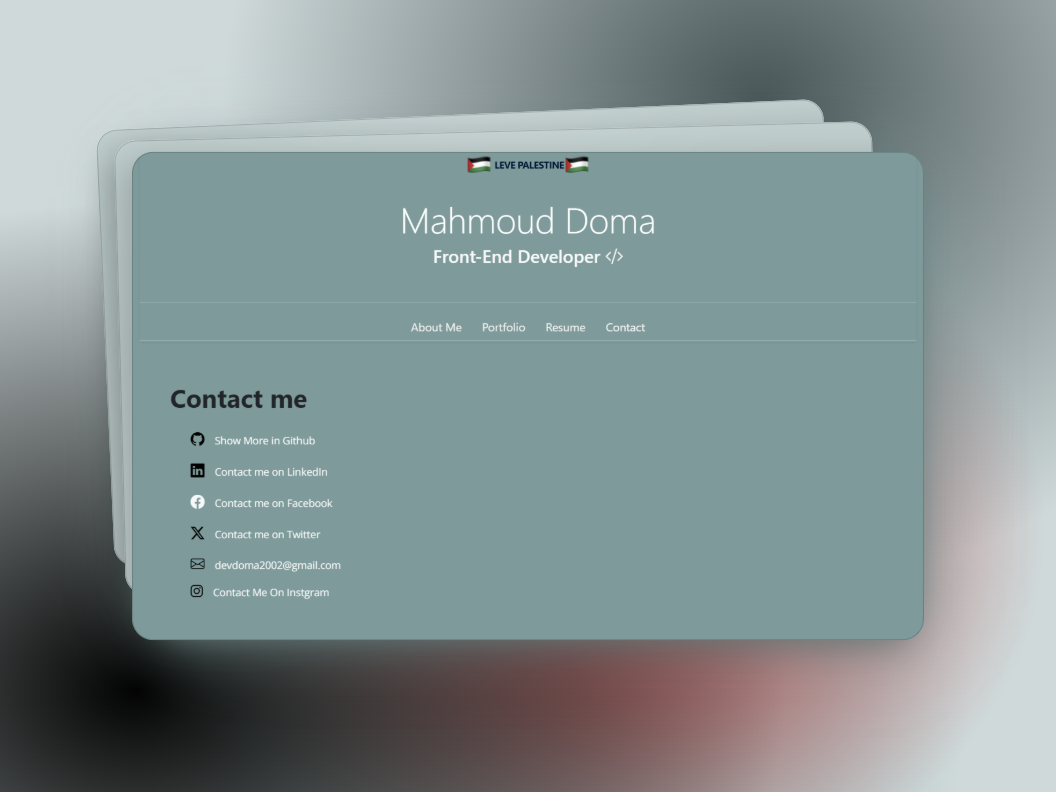 LEVE PALESTINE
Mahmoud Doma
Front-End Developer </>
About Me Portfolio Resume Contact
Contact me
Show More in Github
Contact me on LinkedIn
Contact me on Facebook
Contact me on Twitter
devdoma2002@gmail.com
Contact Me On Instgram